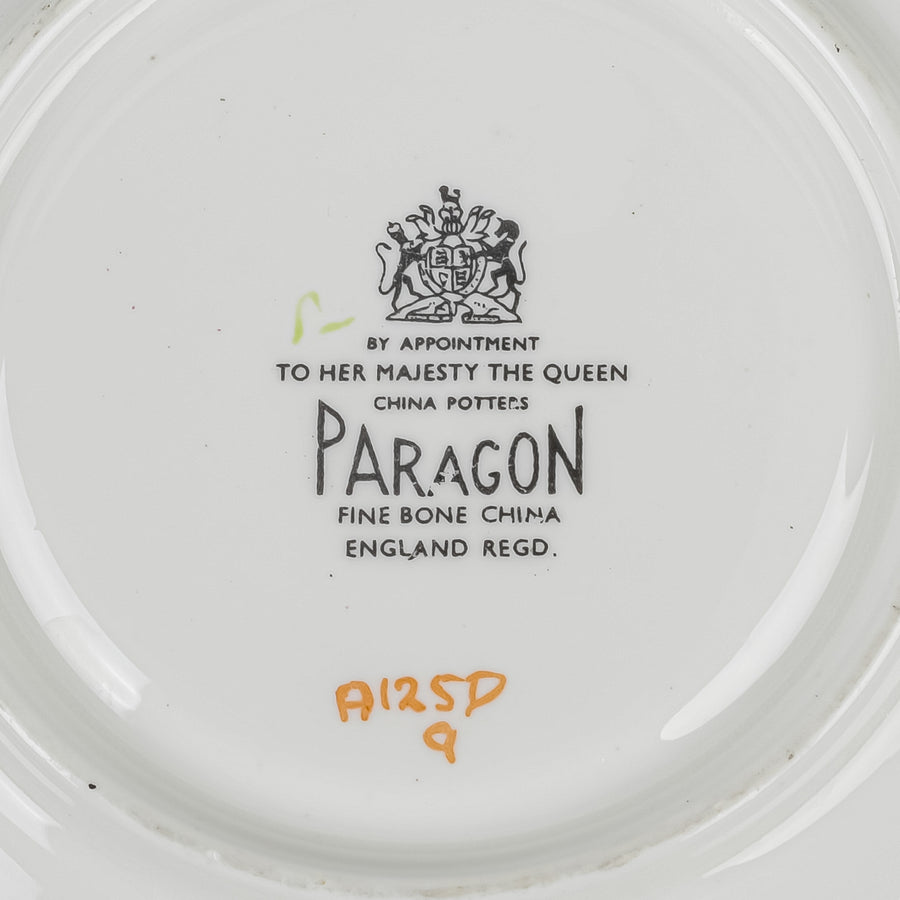 BY APPOINTMENT
TO HER MAJESTY THE QUEEN
CHINA POTTERS
PARAGON
FINE BONE CHINA
ENGLAND REGD.
A125D
9